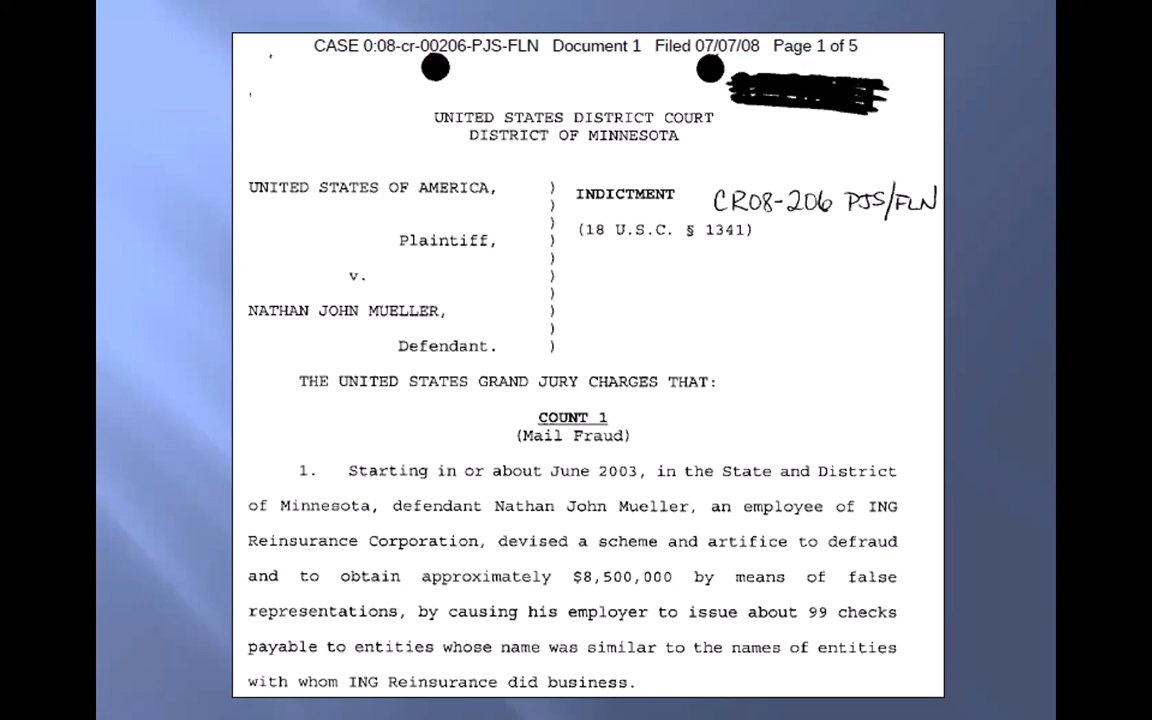 CASE 0:08-cr-00206-PJS-FLN Document 1 Filed 07/07/08 Page 1 of 5
UNITED STATES DISTRICT COURT
DISTRICT OF MINNESOTA
UNITED STATES OF AMERICA, )
)
) 
Plaintiff, )
)
v. )
)
NATHAN JOHN MUELLER, )
)
Defendant. )
INDICTMENT CR08-206 PJS/FLN
(18 U.S.C. § 1341)
THE UNITED STATES GRAND JURY CHARGES THAT:
COUNT 1
(Mail Fraud)
1. Starting in or about June 2003, in the State and District
of Minnesota, defendant Nathan John Mueller, an employee of ING
Reinsurance Corporation, devised a scheme and artifice to defraud
and to obtain approximately $8,500,000 by means of false
representations, by causing his employer to issue about 99 checks
payable to entities whose name was similar to the names of entities
with whom ING Reinsurance did business.